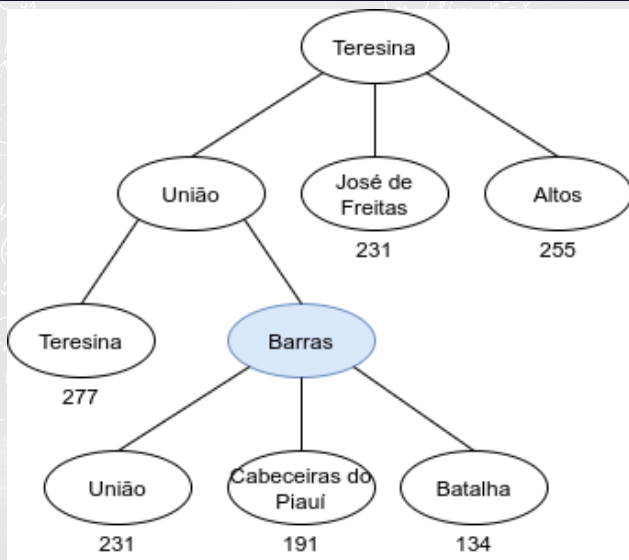 Teresina
União
José de
Freitas
Altos
231
255
Teresina
Barras
277
União
Cabeceiras do
Piauí
Batalha
231
191
134